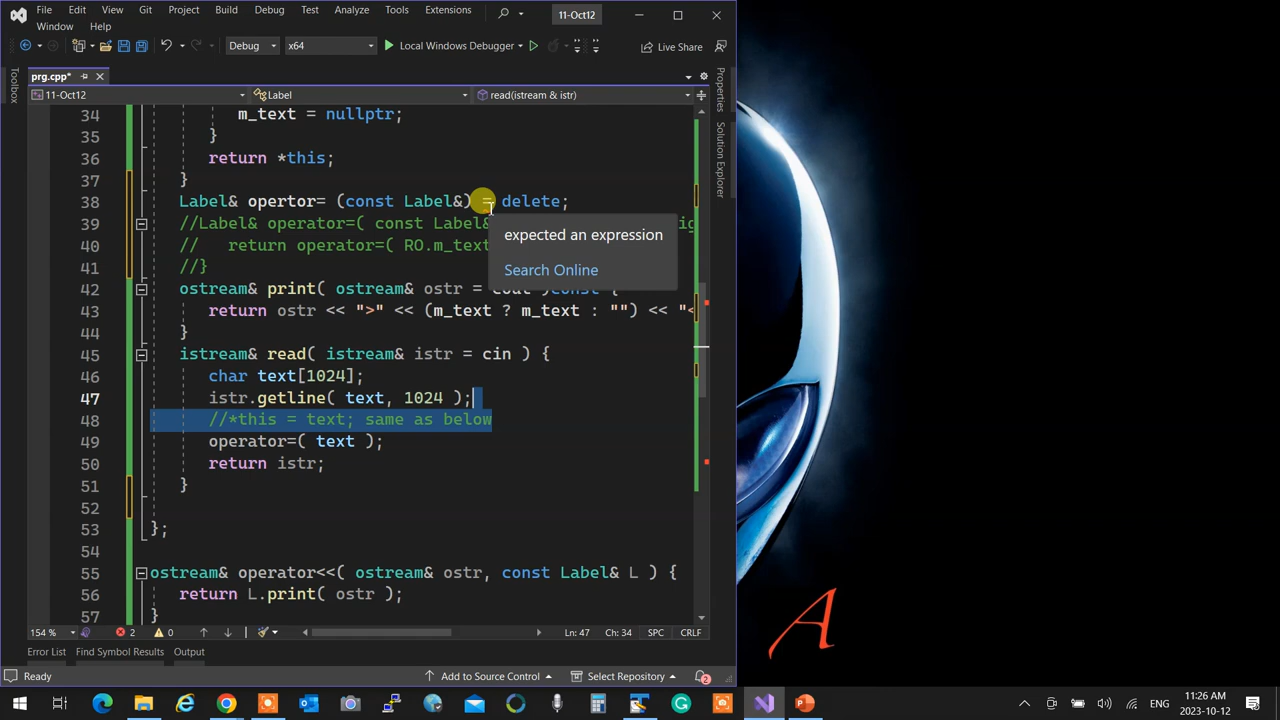 File Edit View Git Project Build Debug Test Analyze Tools Extensions 11-Oct12
Window Help
Debug x64 Local Windows Debugger Live Share
prg.cpp*
11-Oct12 Label read(istream & istr)
Toolbox
Properties
Solution Explorer
34 m_text = nullptr;
35 }
36 return *this;
37 }
38 Label& opertor= (const Label&) = delete;
39 //Label& operator=( const Label&
40 // return operator=( RO.m_text
41 //}
expected an expression
Search Online
42 ostream& print( ostream& ostr = cout )const {
43 return ostr << ">" << (m_text ? m_text : "") << "<
44 }
45 istream& read( istream& istr = cin ) {
46 char text[1024];
47 istr.getline( text, 1024 );
48 //*this = text; same as below
49 operator=( text );
50 return istr;
51 }
52
53 };
54
55 ostream& operator<<( ostream& ostr, const Label& L ) {
56 return L.print( ostr );
57 }
154 % 2 0 Ln: 47 Ch: 34 SPC CRLF
Error List Find Symbol Results Output
Ready Add to Source Control Select Repository 2
A
ENG 11:26 AM
2023-10-12